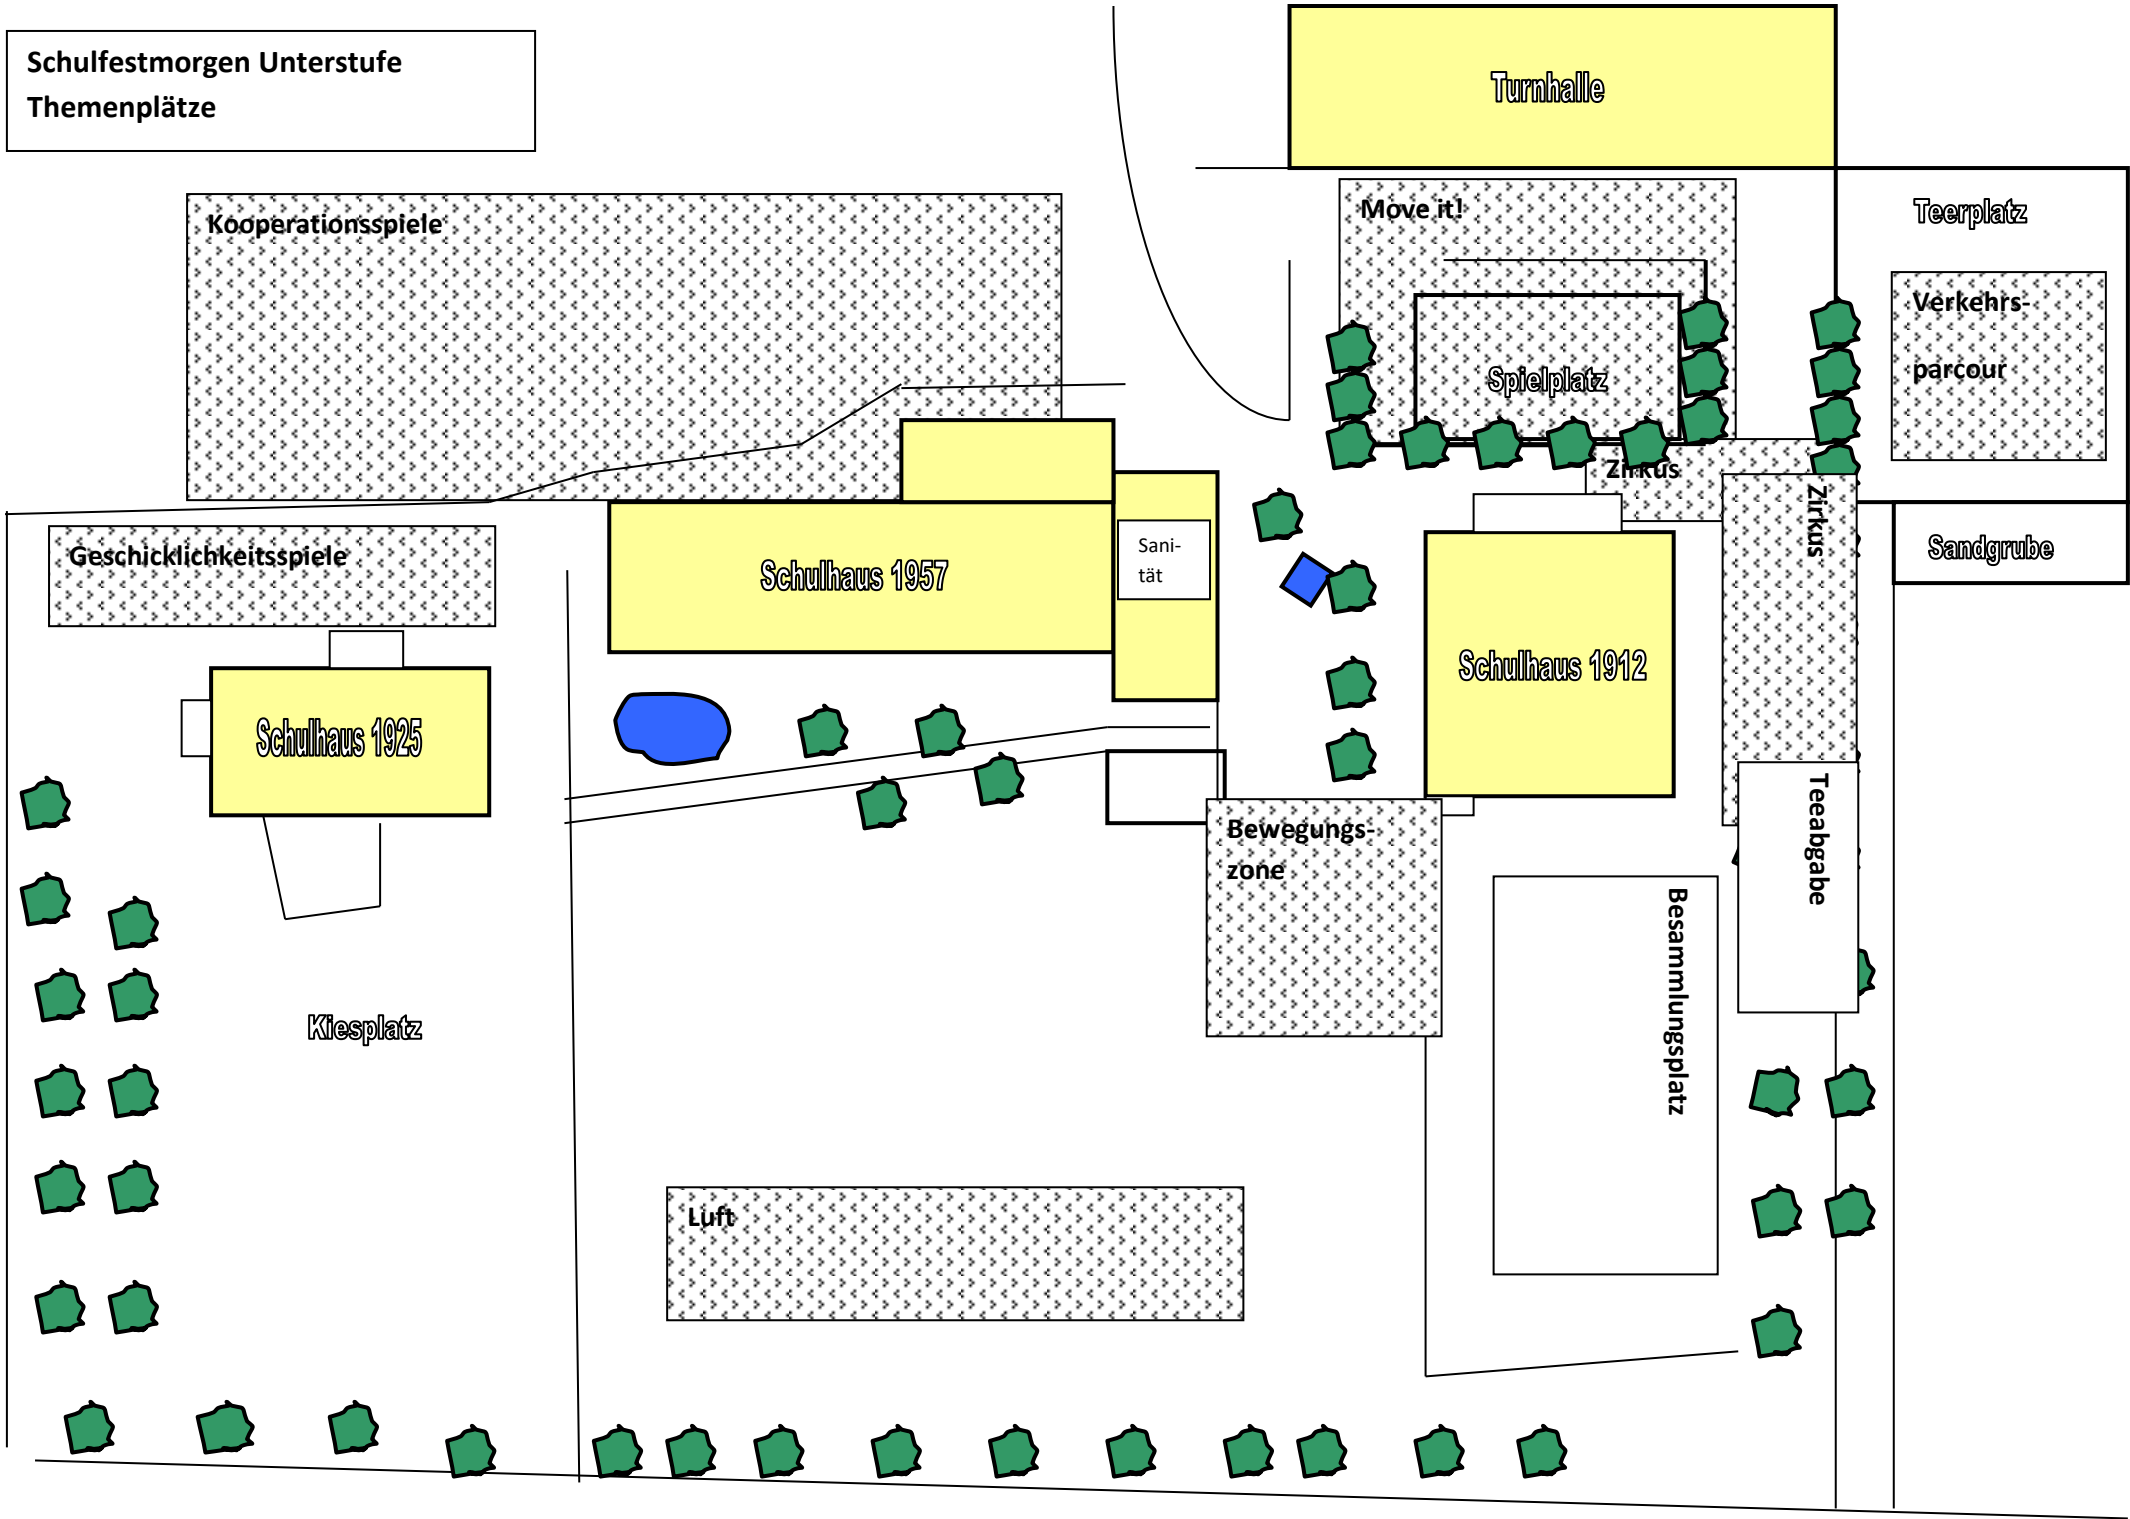 Schulfestmorgen Unterstufe
Themenplätze
Turnhalle
Kooperationsspiele
Move it!
Teerplatz
Verkehrs-
parcour
Spielplatz
Zirkus
Zirkus
Geschicklichkeitsspiele
Schulhaus 1957
Sani-
tät
Sandgrube
Schulhaus 1912
Schulhaus 1925
Teeabgabe
Bewegungs-
zone
Besammlungsplatz
Kiesplatz
Luft